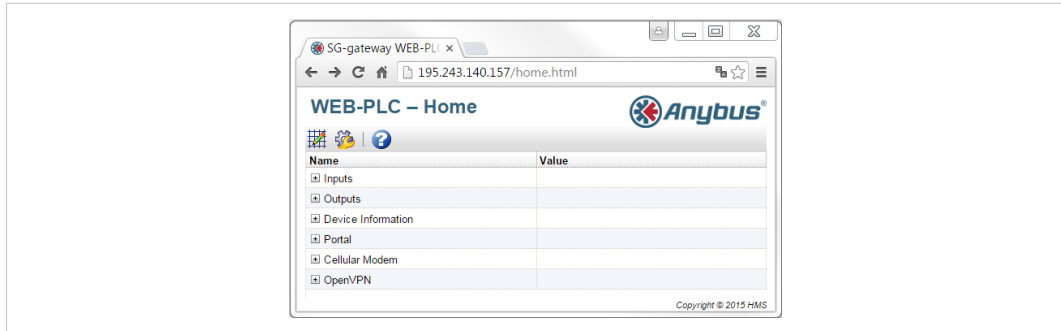 SG-gateway WEB-PL
195.243.140.157/home.html
WEB-PLC – Home
Anybus®
Name Value
Inputs
Outputs
Device Information
Portal
Cellular Modem
OpenVPN
Copyright © 2015 HMS